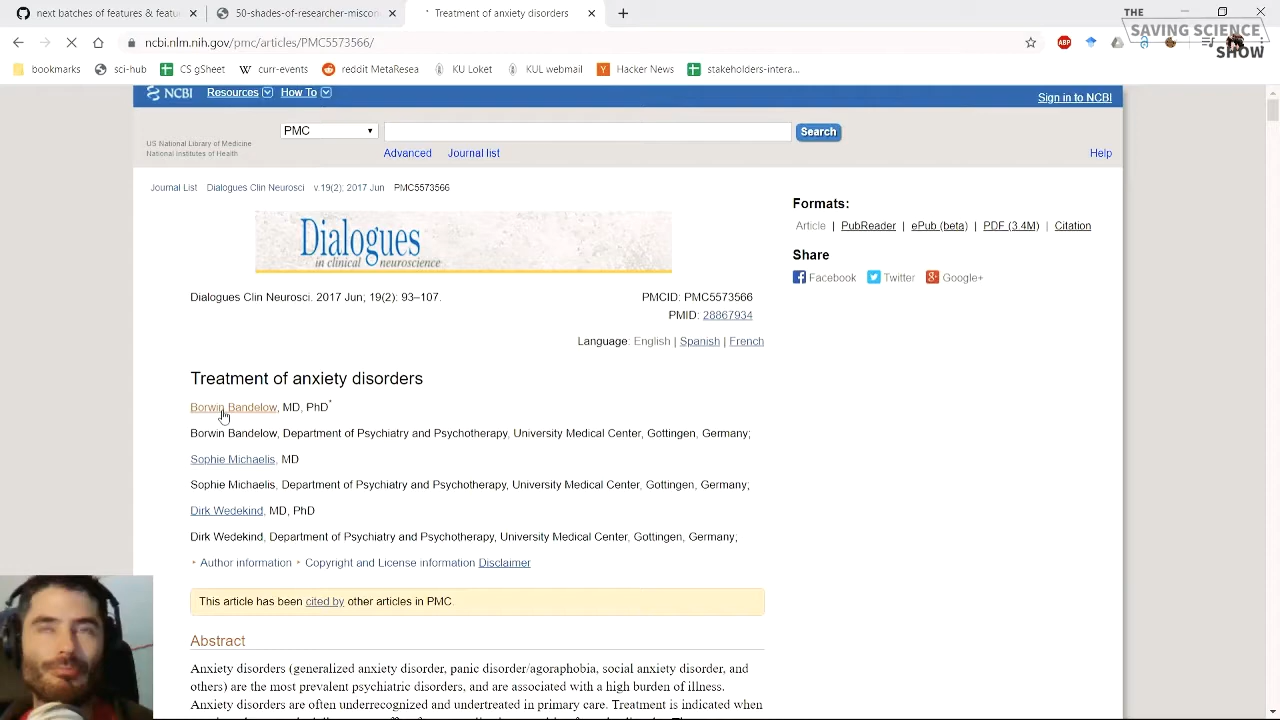 next batches of features & featu
50-shades-of-researcher-miscon
Treatment of anxiety disorders
THE
SAVING SCIENCE
SHOW
ncbi.nlm.nih.gov/pmc/articles/PMC5573566
ABP
bookmarks
sci-hub
CS gSheet
curr-events
reddit MetaResea
KU Loket
KU webmail
Hacker News
stakeholders-intera...
NCBI Resources How To Sign in to NCBI
PMC Search
US National Library of Medicine
National Institutes of Health
Advanced Journal list Help
Journal List Dialogues Clin Neurosci v.19(2); 2017 Jun PMC5573566
Dialogues
in clinical neuroscience
Formats:
Article | PubReader | ePub (beta) | PDF (3.4M) | Citation
Share
Facebook Twitter Google+
Dialogues Clin Neurosci. 2017 Jun; 19(2): 93–107.
PMCID: PMC5573566
PMID: 28867934
Language: English | Spanish | French
Treatment of anxiety disorders
Borwin Bandelow, MD, PhD*
Borwin Bandelow, Department of Psychiatry and Psychotherapy, University Medical Center, Gottingen, Germany;
Sophie Michaelis, MD
Sophie Michaelis, Department of Psychiatry and Psychotherapy, University Medical Center, Gottingen, Germany;
Dirk Wedekind, MD, PhD
Dirk Wedekind, Department of Psychiatry and Psychotherapy, University Medical Center, Gottingen, Germany;
Author information Copyright and License information Disclaimer
This article has been cited by other articles in PMC.
Abstract
Anxiety disorders (generalized anxiety disorder, panic disorder/agoraphobia, social anxiety disorder, and
others) are the most prevalent psychiatric disorders, and are associated with a high burden of illness.
Anxiety disorders are often underrecognized and undertreated in primary care. Treatment is indicated when